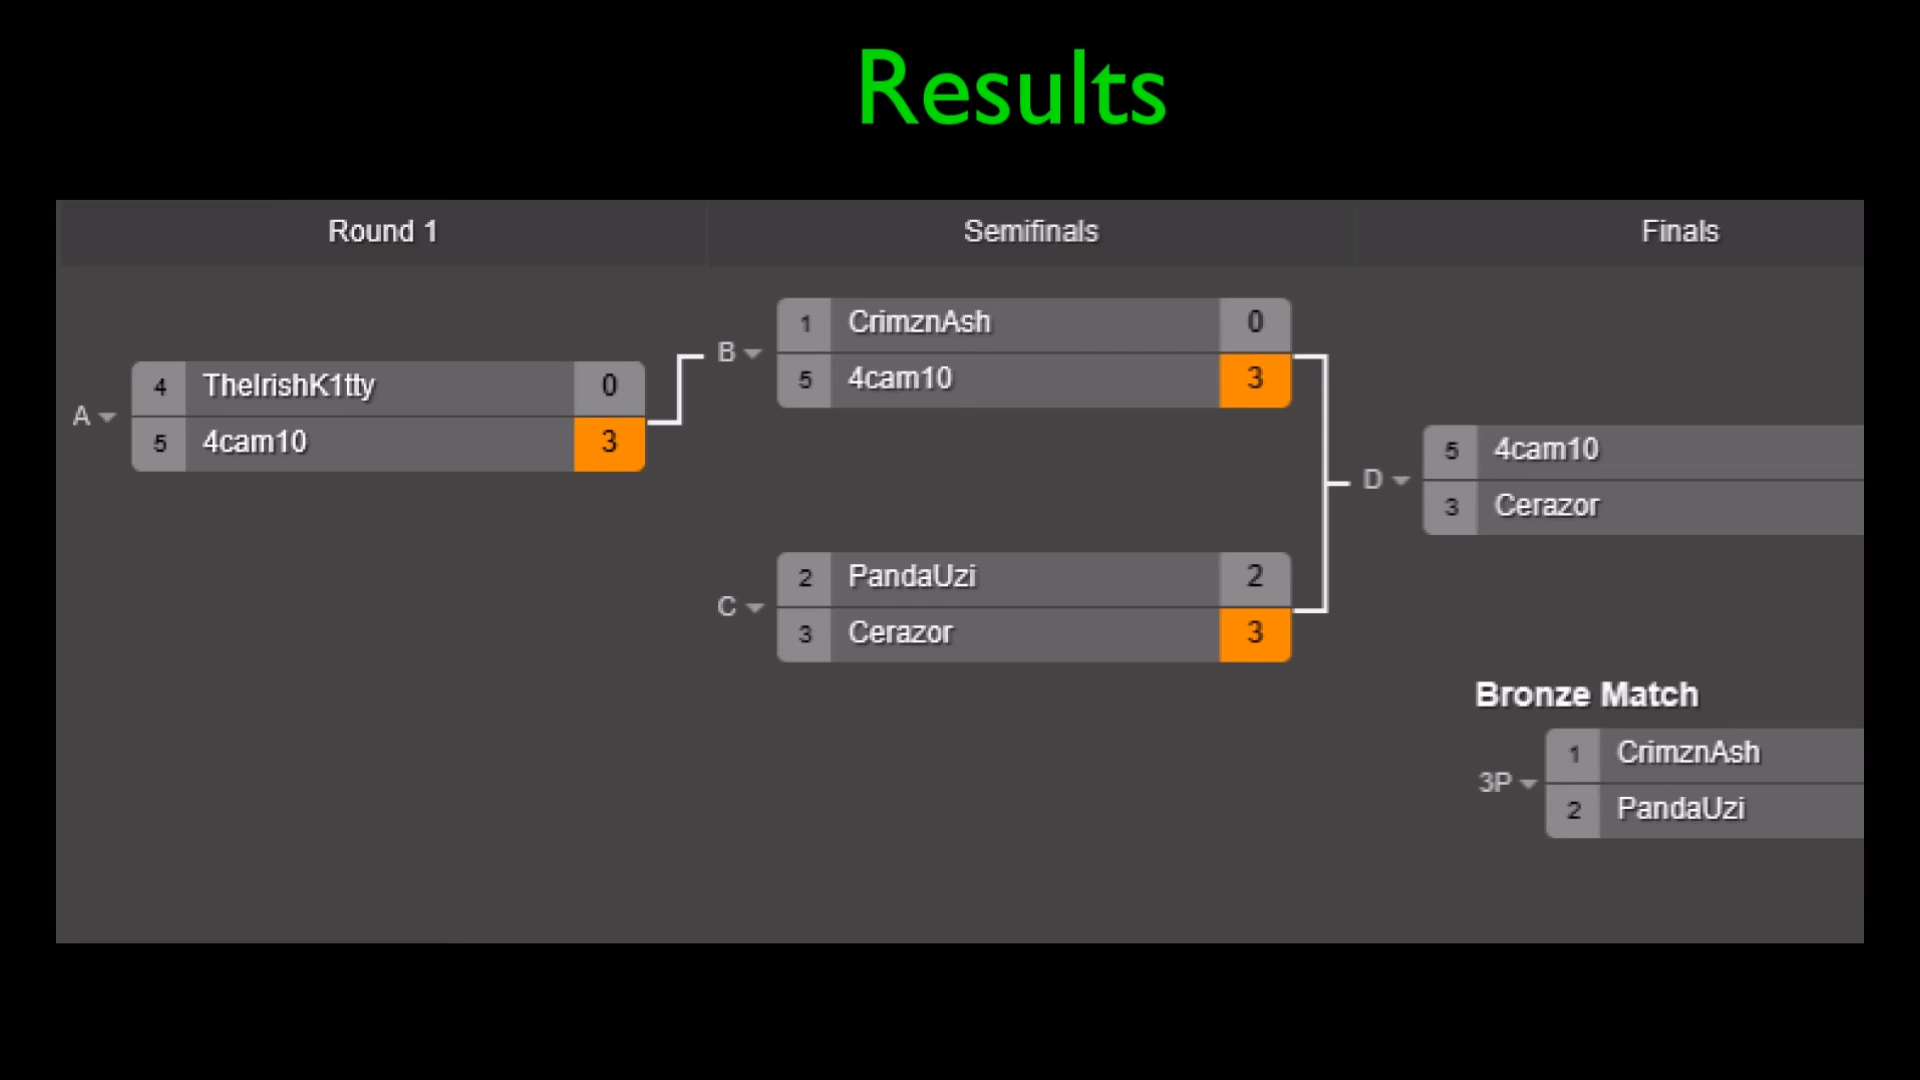 Results
Round 1
Semifinals
Finals
A
4 TheIrishK1tty 0
5 4cam10 3
B
1 CrimznAsh 0
5 4cam10 3
C
2 PandaUzi 2
3 Cerazor 3
D
5 4cam10
3 Cerazor
Bronze Match
3P
1 CrimznAsh
2 PandaUzi